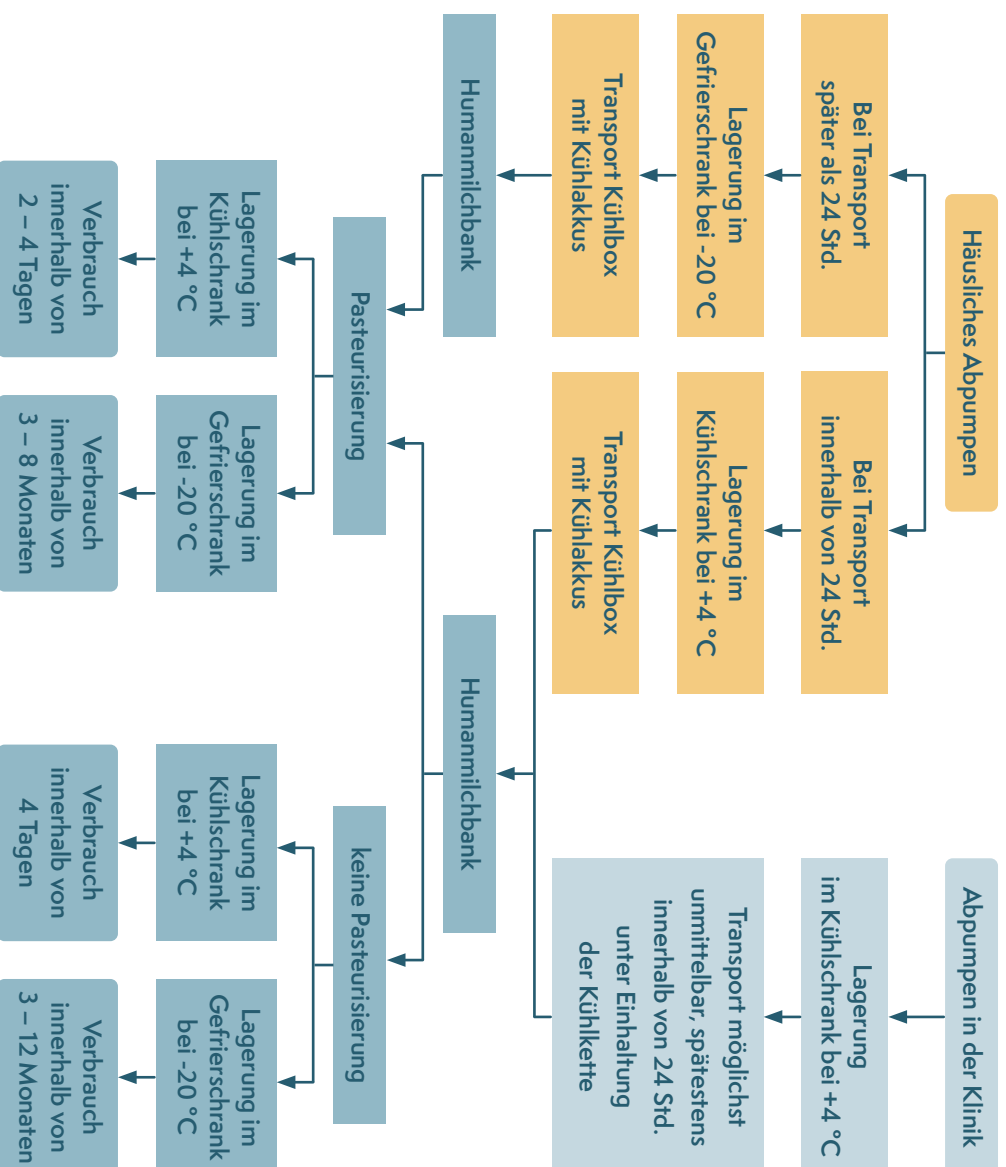 Häusliches Abpumpen
Abpumpen in der Klinik
Bei Transport
später als 24 Std.
Bei Transport
innerhalb von 24 Std.
Lagerung
im Kühlschrank bei +4 °C
Lagerung im
Gefrierschrank bei -20 °C
Lagerung im
Kühlschrank bei +4 °C
Transport möglichst
unmittelbar, spätestens
innerhalb von 24 Std.
unter Einhaltung
der Kühlkette
Transport Kühlbox
mit Kühlakkus
Transport Kühlbox
mit Kühlakkus
Humanmilchbank
Humanmilchbank
Pasteurisierung
keine Pasteurisierung
Lagerung im
Kühlschrank
bei +4 °C
Lagerung im
Gefrierschrank
bei -20 °C
Lagerung im
Kühlschrank
bei +4 °C
Lagerung im
Gefrierschrank
bei -20 °C
Verbrauch
innerhalb von
2 – 4 Tagen
Verbrauch
innerhalb von
3 – 8 Monaten
Verbrauch
innerhalb von
4 Tagen
Verbrauch
innerhalb von
3 – 12 Monaten